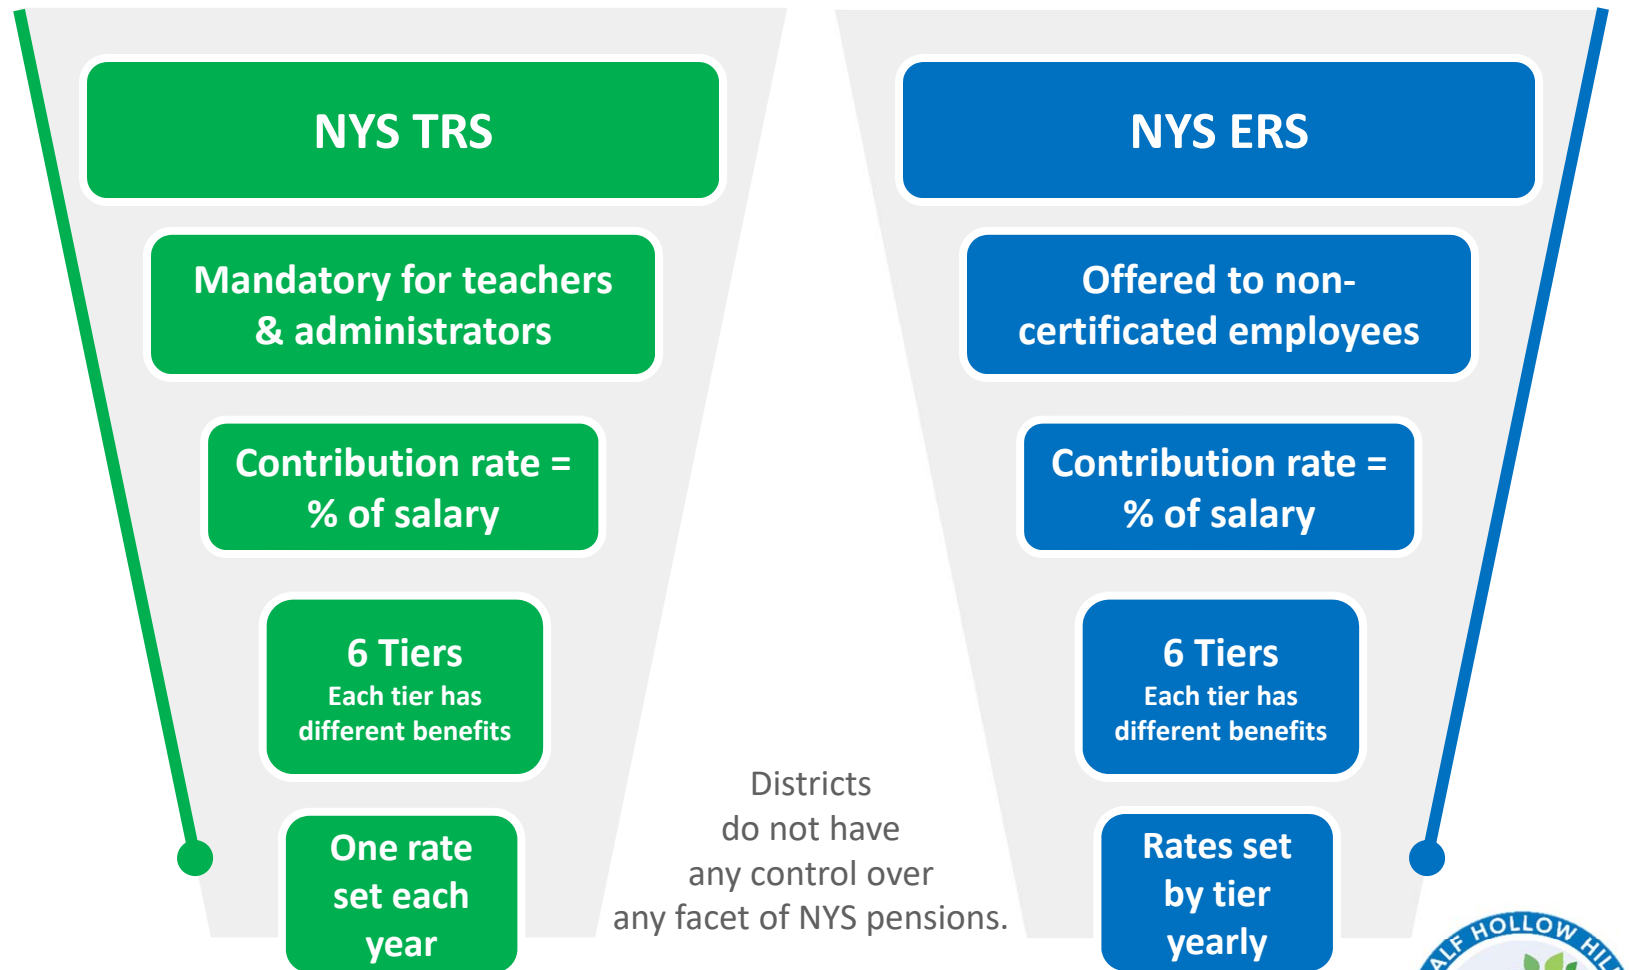 NYS TRS
Mandatory for teachers
& administrators
Contribution rate =
% of salary
6 Tiers
Each tier has
different benefits
One rate
set each
year
NYS ERS
Offered to non-
certificated employees
Contribution rate =
% of salary
6 Tiers
Each tier has
different benefits
Rates set
by tier
yearly
Districts
do not have
any control over
any facet of NYS pensions.
HOLLOW